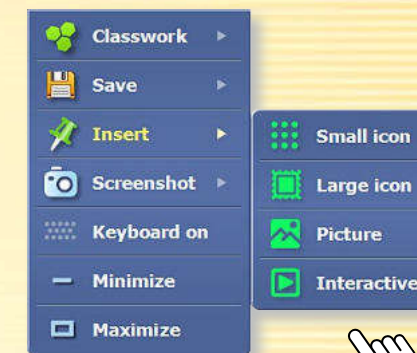 Classwork
Save
Insert
Screenshot
Keyboard on
Minimize
Maximize
Small icon
Large icon
Picture
Interactive